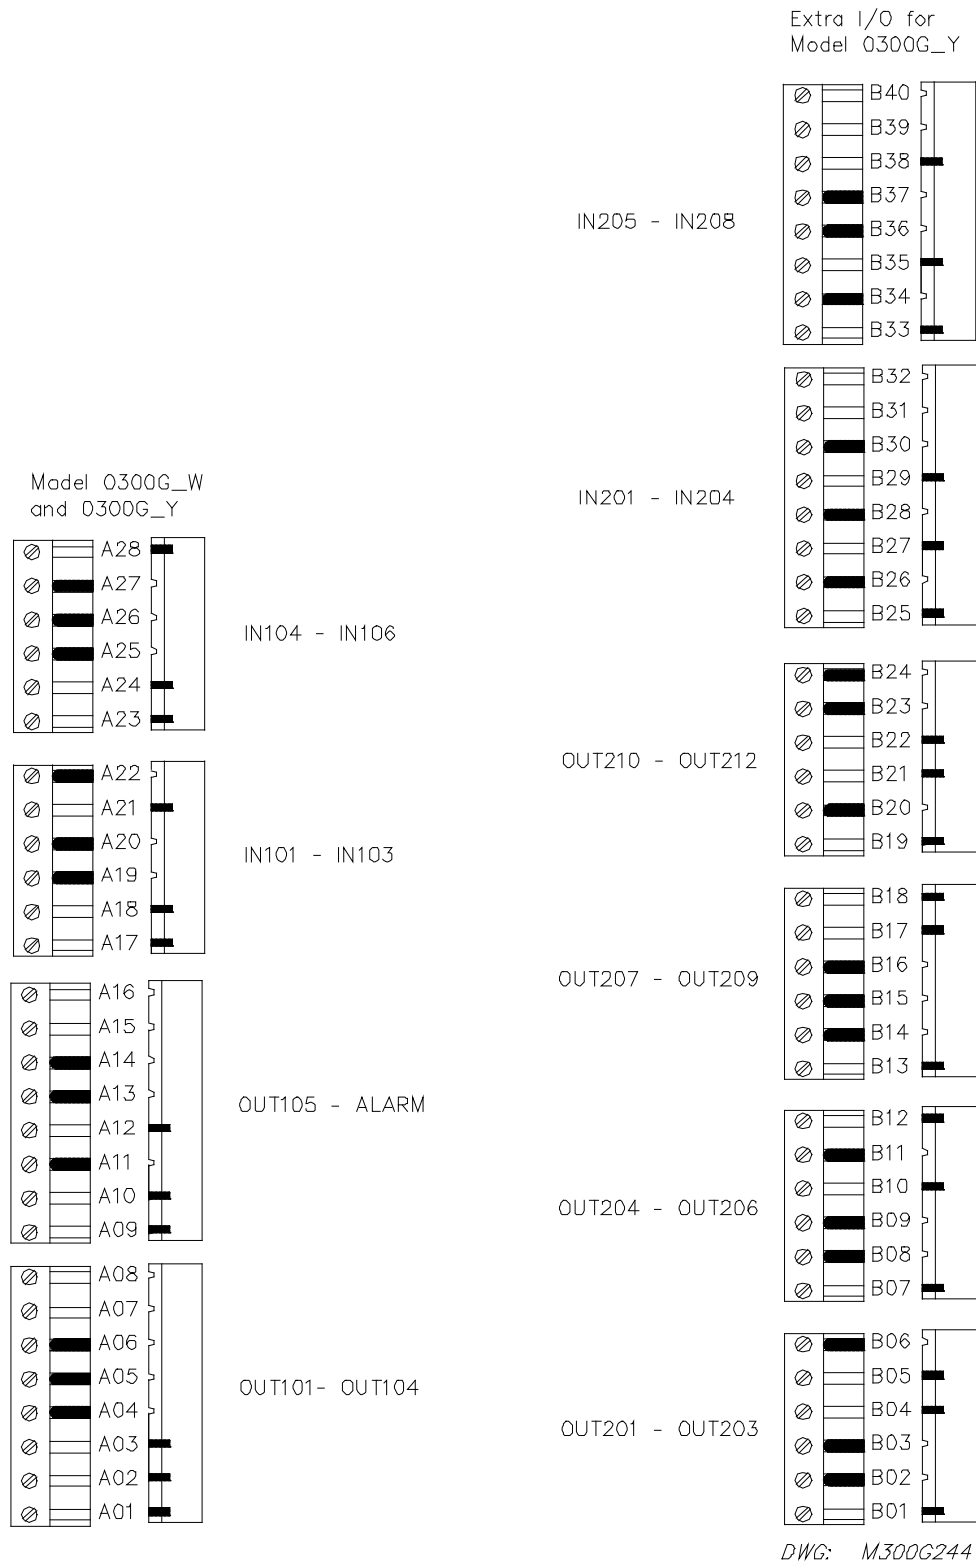 Extra I/O for
Model 0300G_Y
B40
B39
B38
B37
B36
B35
B34
B33
IN205 - IN208
B32
B31
B30
B29
B28
B27
B26
B25
IN201 - IN204
B24
B23
B22
B21
B20
B19
OUT210 - OUT212
B18
B17
B16
B15
B14
B13
OUT207 - OUT209
B12
B11
B10
B09
B08
B07
OUT204 - OUT206
B06
B05
B04
B03
B02
B01
OUT201 - OUT203
Model 0300G_W
and 0300G_Y
A28
A27
A26
A25
A24
A23
IN104 - IN106
A22
A21
A20
A19
A18
A17
IN101 - IN103
A16
A15
A14
A13
A12
A11
A10
A09
OUT105 - ALARM
A08
A07
A06
A05
A04
A03
A02
A01
OUT101- OUT104
DWG: M300G244